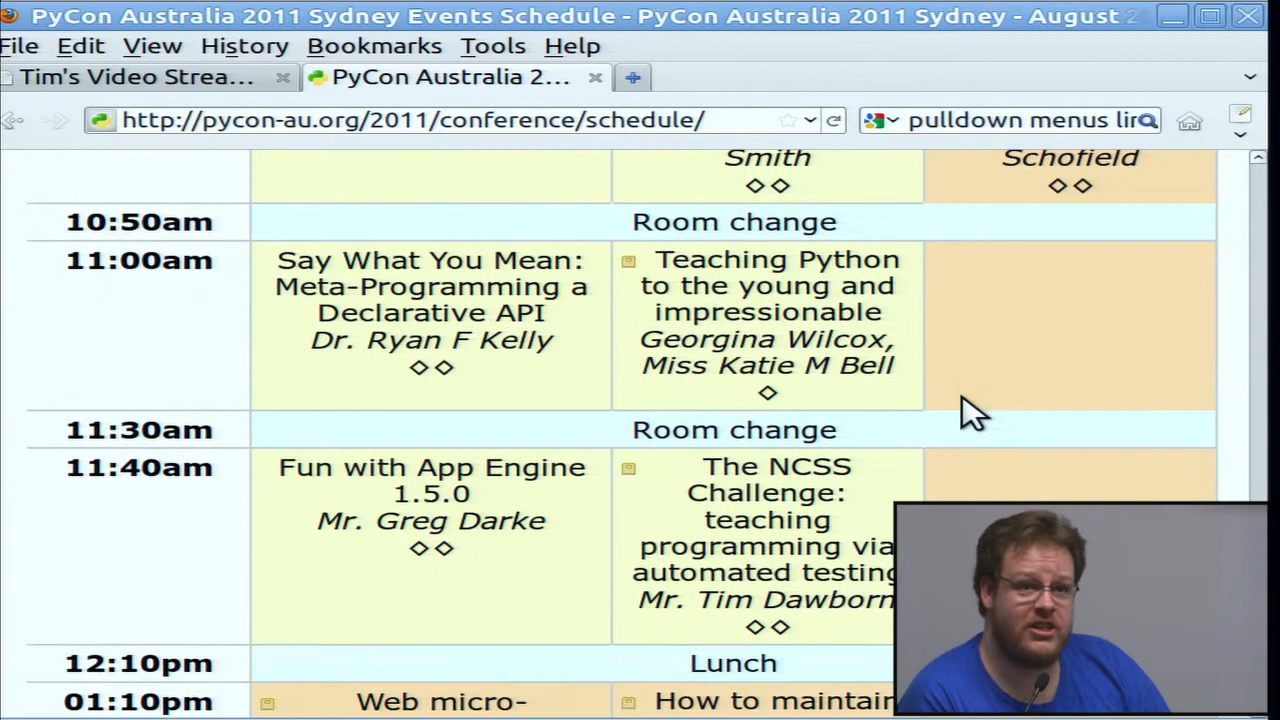 PyCon Australia 2011 Sydney Events Schedule - PyCon Australia 2011 Sydney - August
File Edit View History Bookmarks Tools Help
Tim's Video Strea... PyCon Australia 2...
http://pycon-au.org/2011/conference/schedule/ pulldown menus lin
Smith Schofield
10:50am Room change
11:00am
Say What You Mean:
Meta-Programming a
Declarative API
Dr. Ryan F Kelly
Teaching Python
to the young and
impressionable
Georgina Wilcox,
Miss Katie M Bell
11:30am Room change
11:40am
Fun with App Engine
1.5.0
Mr. Greg Darke
The NCSS
Challenge:
teaching
programming via
automated testing
Mr. Tim Dawborn
12:10pm Lunch
01:10pm Web micro- How to maintain